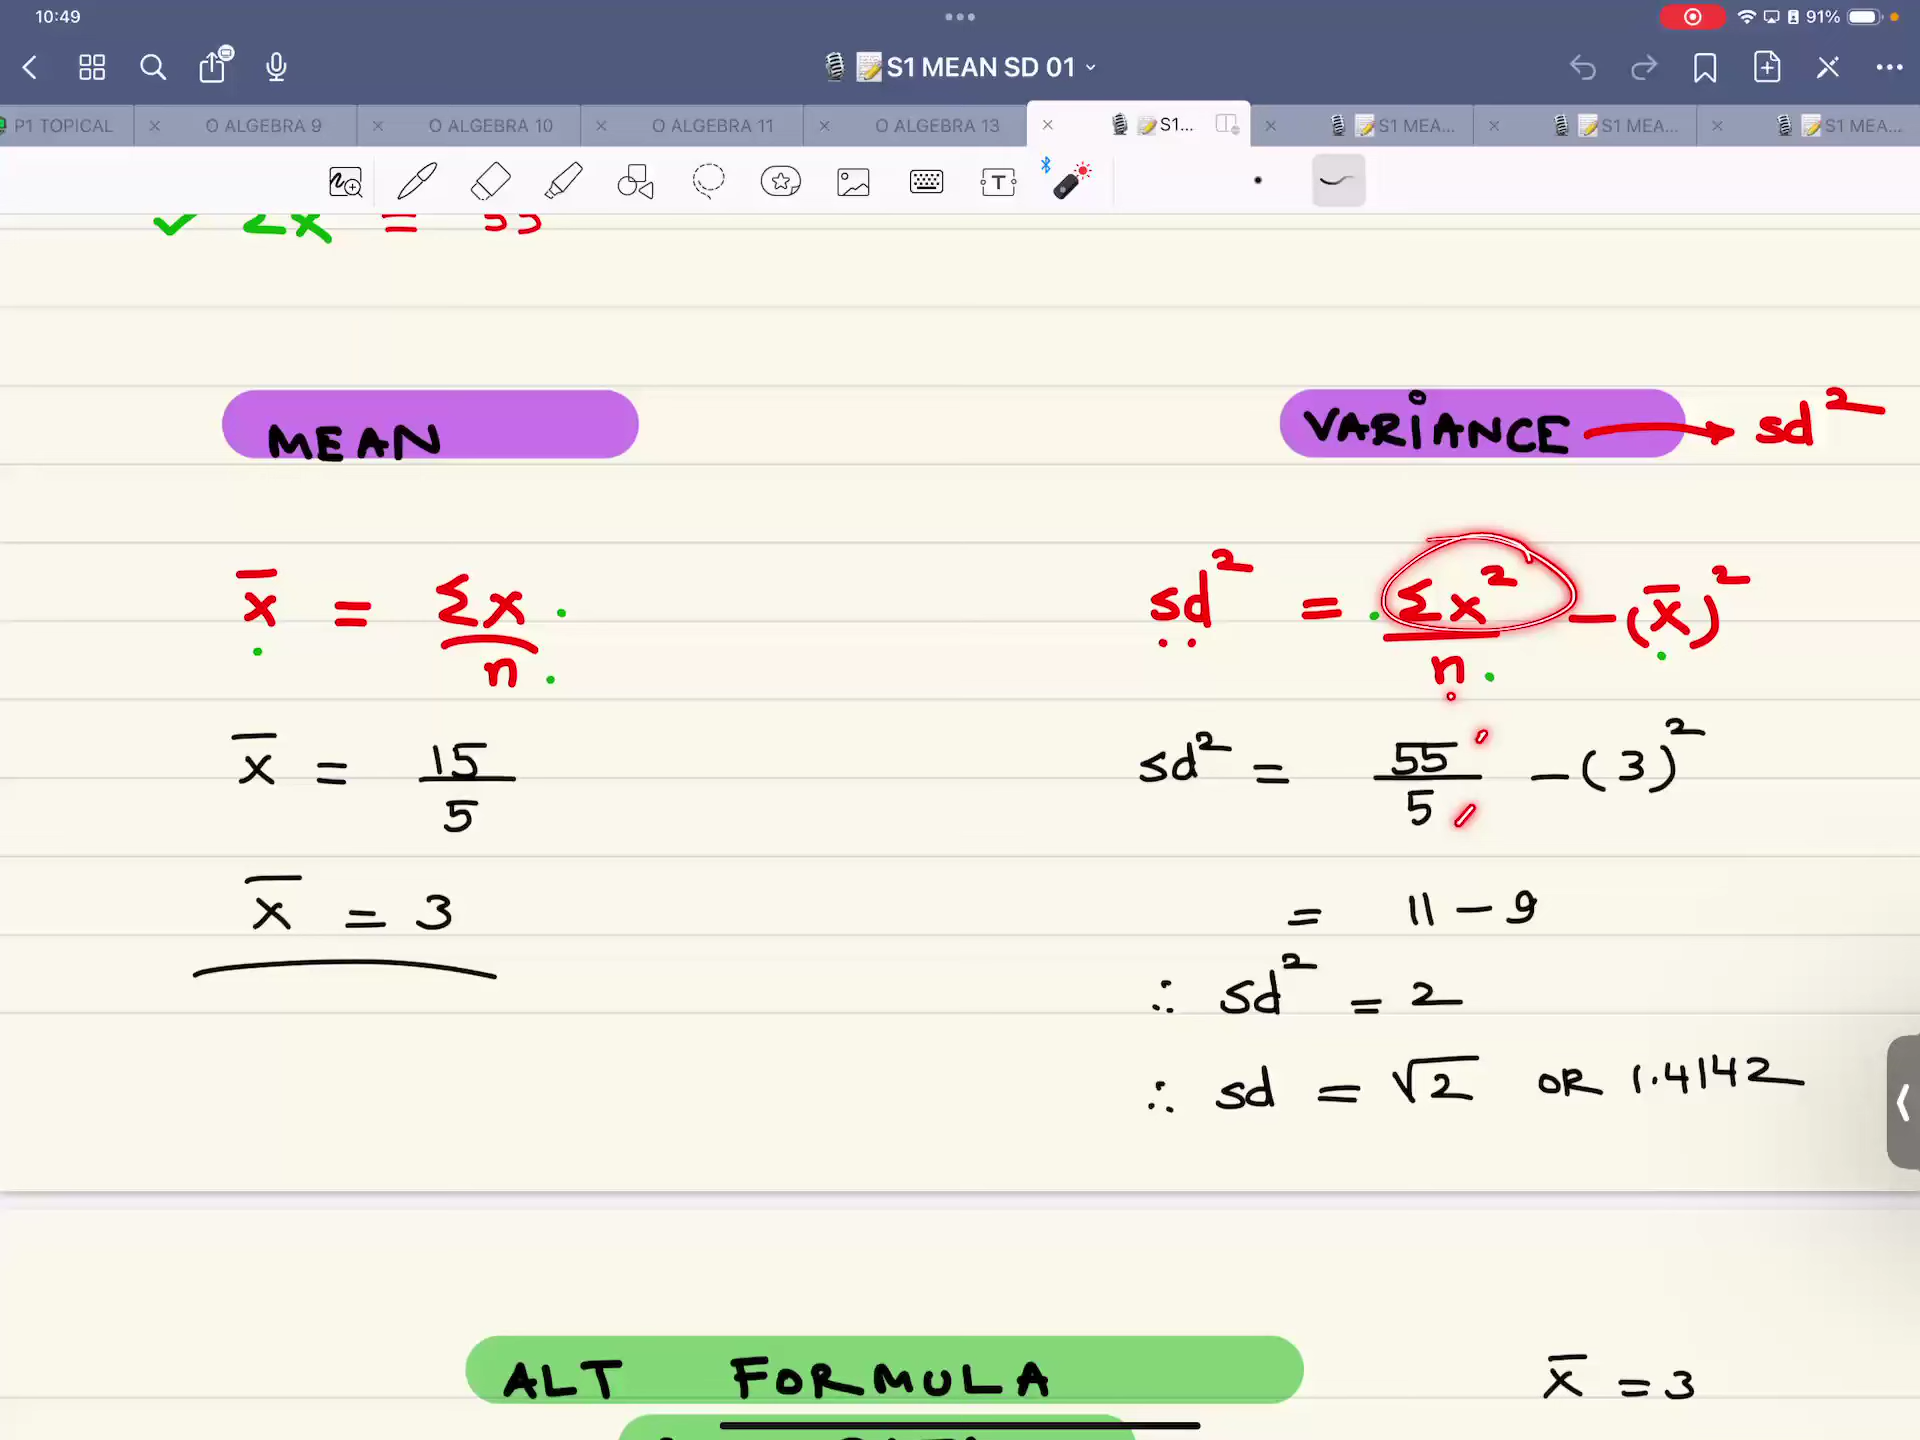 10:49
91%
S1 MEAN SD 01
P1 TOPICAL
O ALGEBRA 9
O ALGEBRA 10
O ALGEBRA 11
O ALGEBRA 13
S1...
S1 MEA...
S1 MEA...
S1 MEA...
MEAN
VARiANCE → sd²
x̄ = Σx / n
sd² = Σx² / n − (x̄)²
x̄ = 15 / 5
sd² = 55 / 5 − (3)²
x̄ = 3
= 11 − 9
∴ sd² = 2
∴ sd = √2 OR 1.4142
ALT FORMULA
x̄ = 3